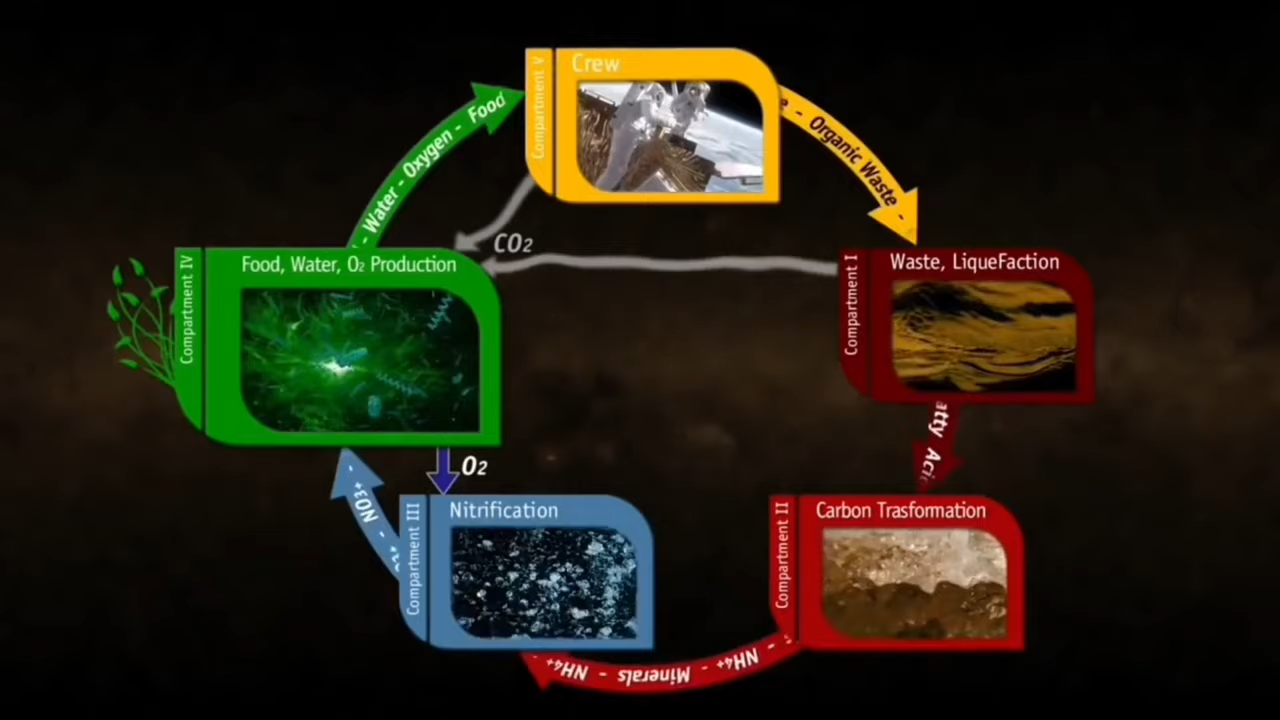 Crew
Compartment V
- Water - Oxygen - Food
- Organic Waste -
CO2
Food, Water, O2 Production
Compartment IV
Waste, LiqueFaction
Compartment I
O2
- NO3+ -
Nitrification
Compartment III
Carbon Trasformation
Compartment II
- NH4+ - Minerals - NH4+